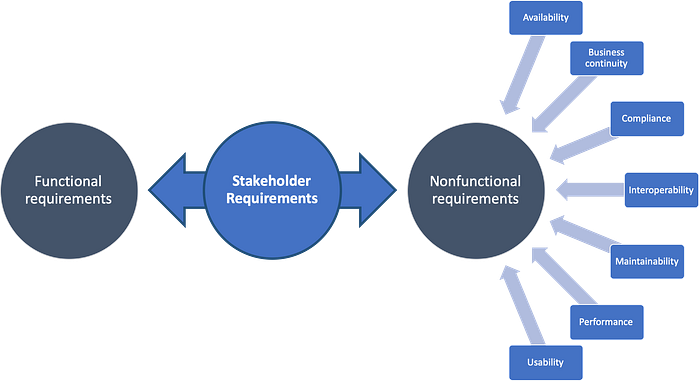 Functional
requirements
Stakeholder
Requirements
Nonfunctional
requirements
Availability
Business
continuity
Compliance
Interoperability
Maintainability
Performance
Usability